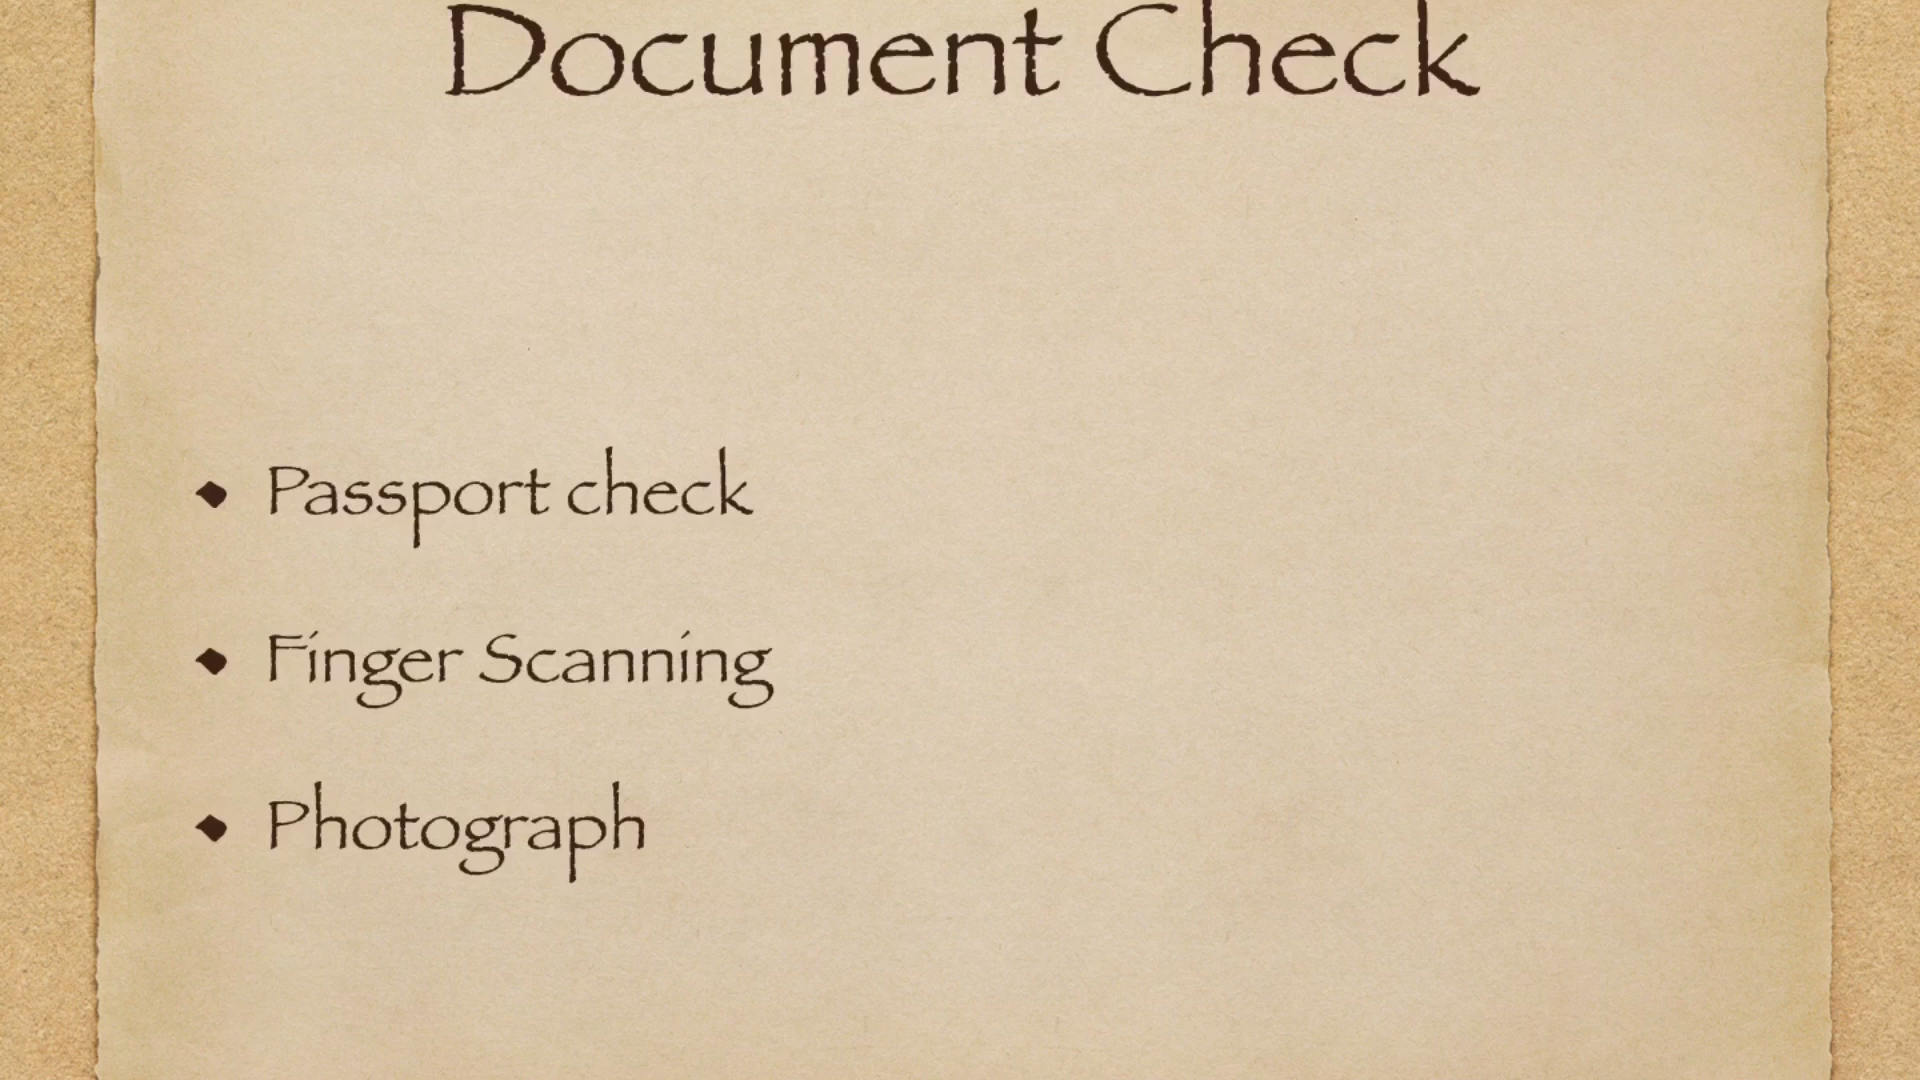 Document Check
• Passport check
• Finger Scanning
• Photograph